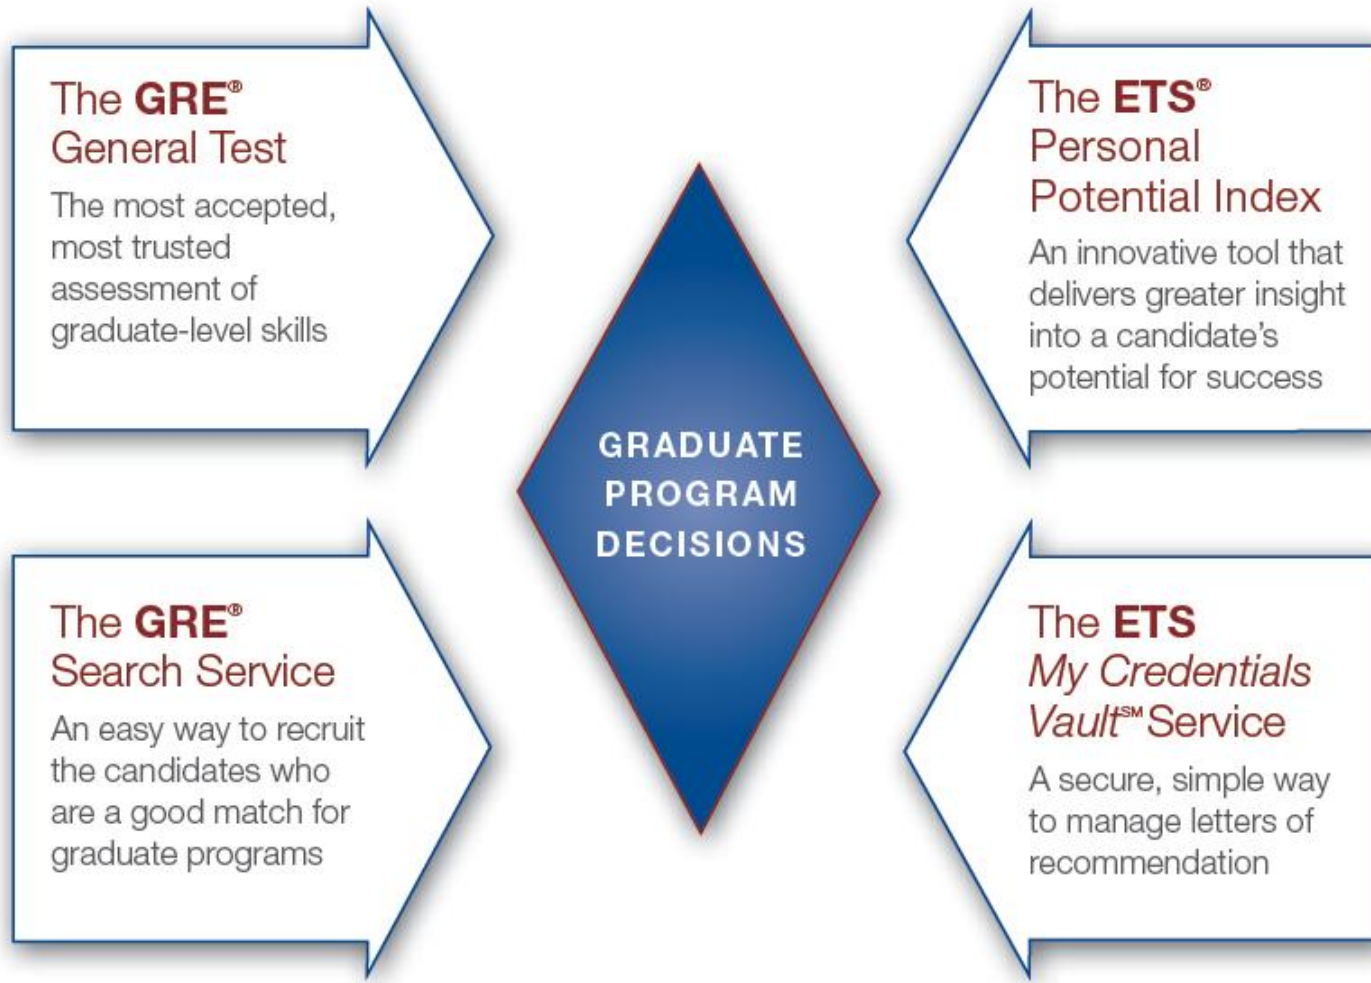 The GRE®
General Test
The most accepted,
most trusted
assessment of
graduate-level skills
The ETS®
Personal
Potential Index
An innovative tool that
delivers greater insight
into a candidate’s
potential for success
GRADUATE
PROGRAM
DECISIONS
The GRE®
Search Service
An easy way to recruit
the candidates who
are a good match for
graduate programs
The ETS
My Credentials
Vault℠ Service
A secure, simple way
to manage letters of
recommendation